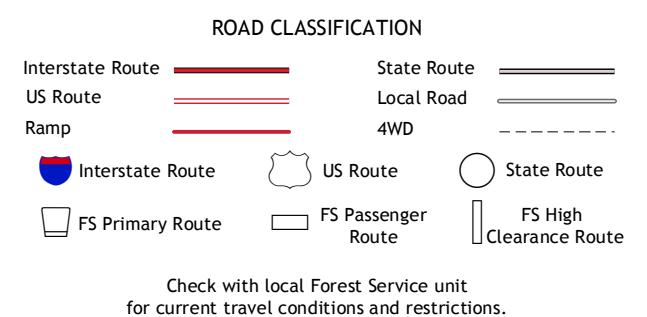 ROAD CLASSIFICATION
Interstate Route
State Route
US Route
Local Road
Ramp
4WD
Interstate Route
US Route
State Route
FS Primary Route
FS Passenger
Route
FS High
Clearance Route
Check with local Forest Service unit
for current travel conditions and restrictions.